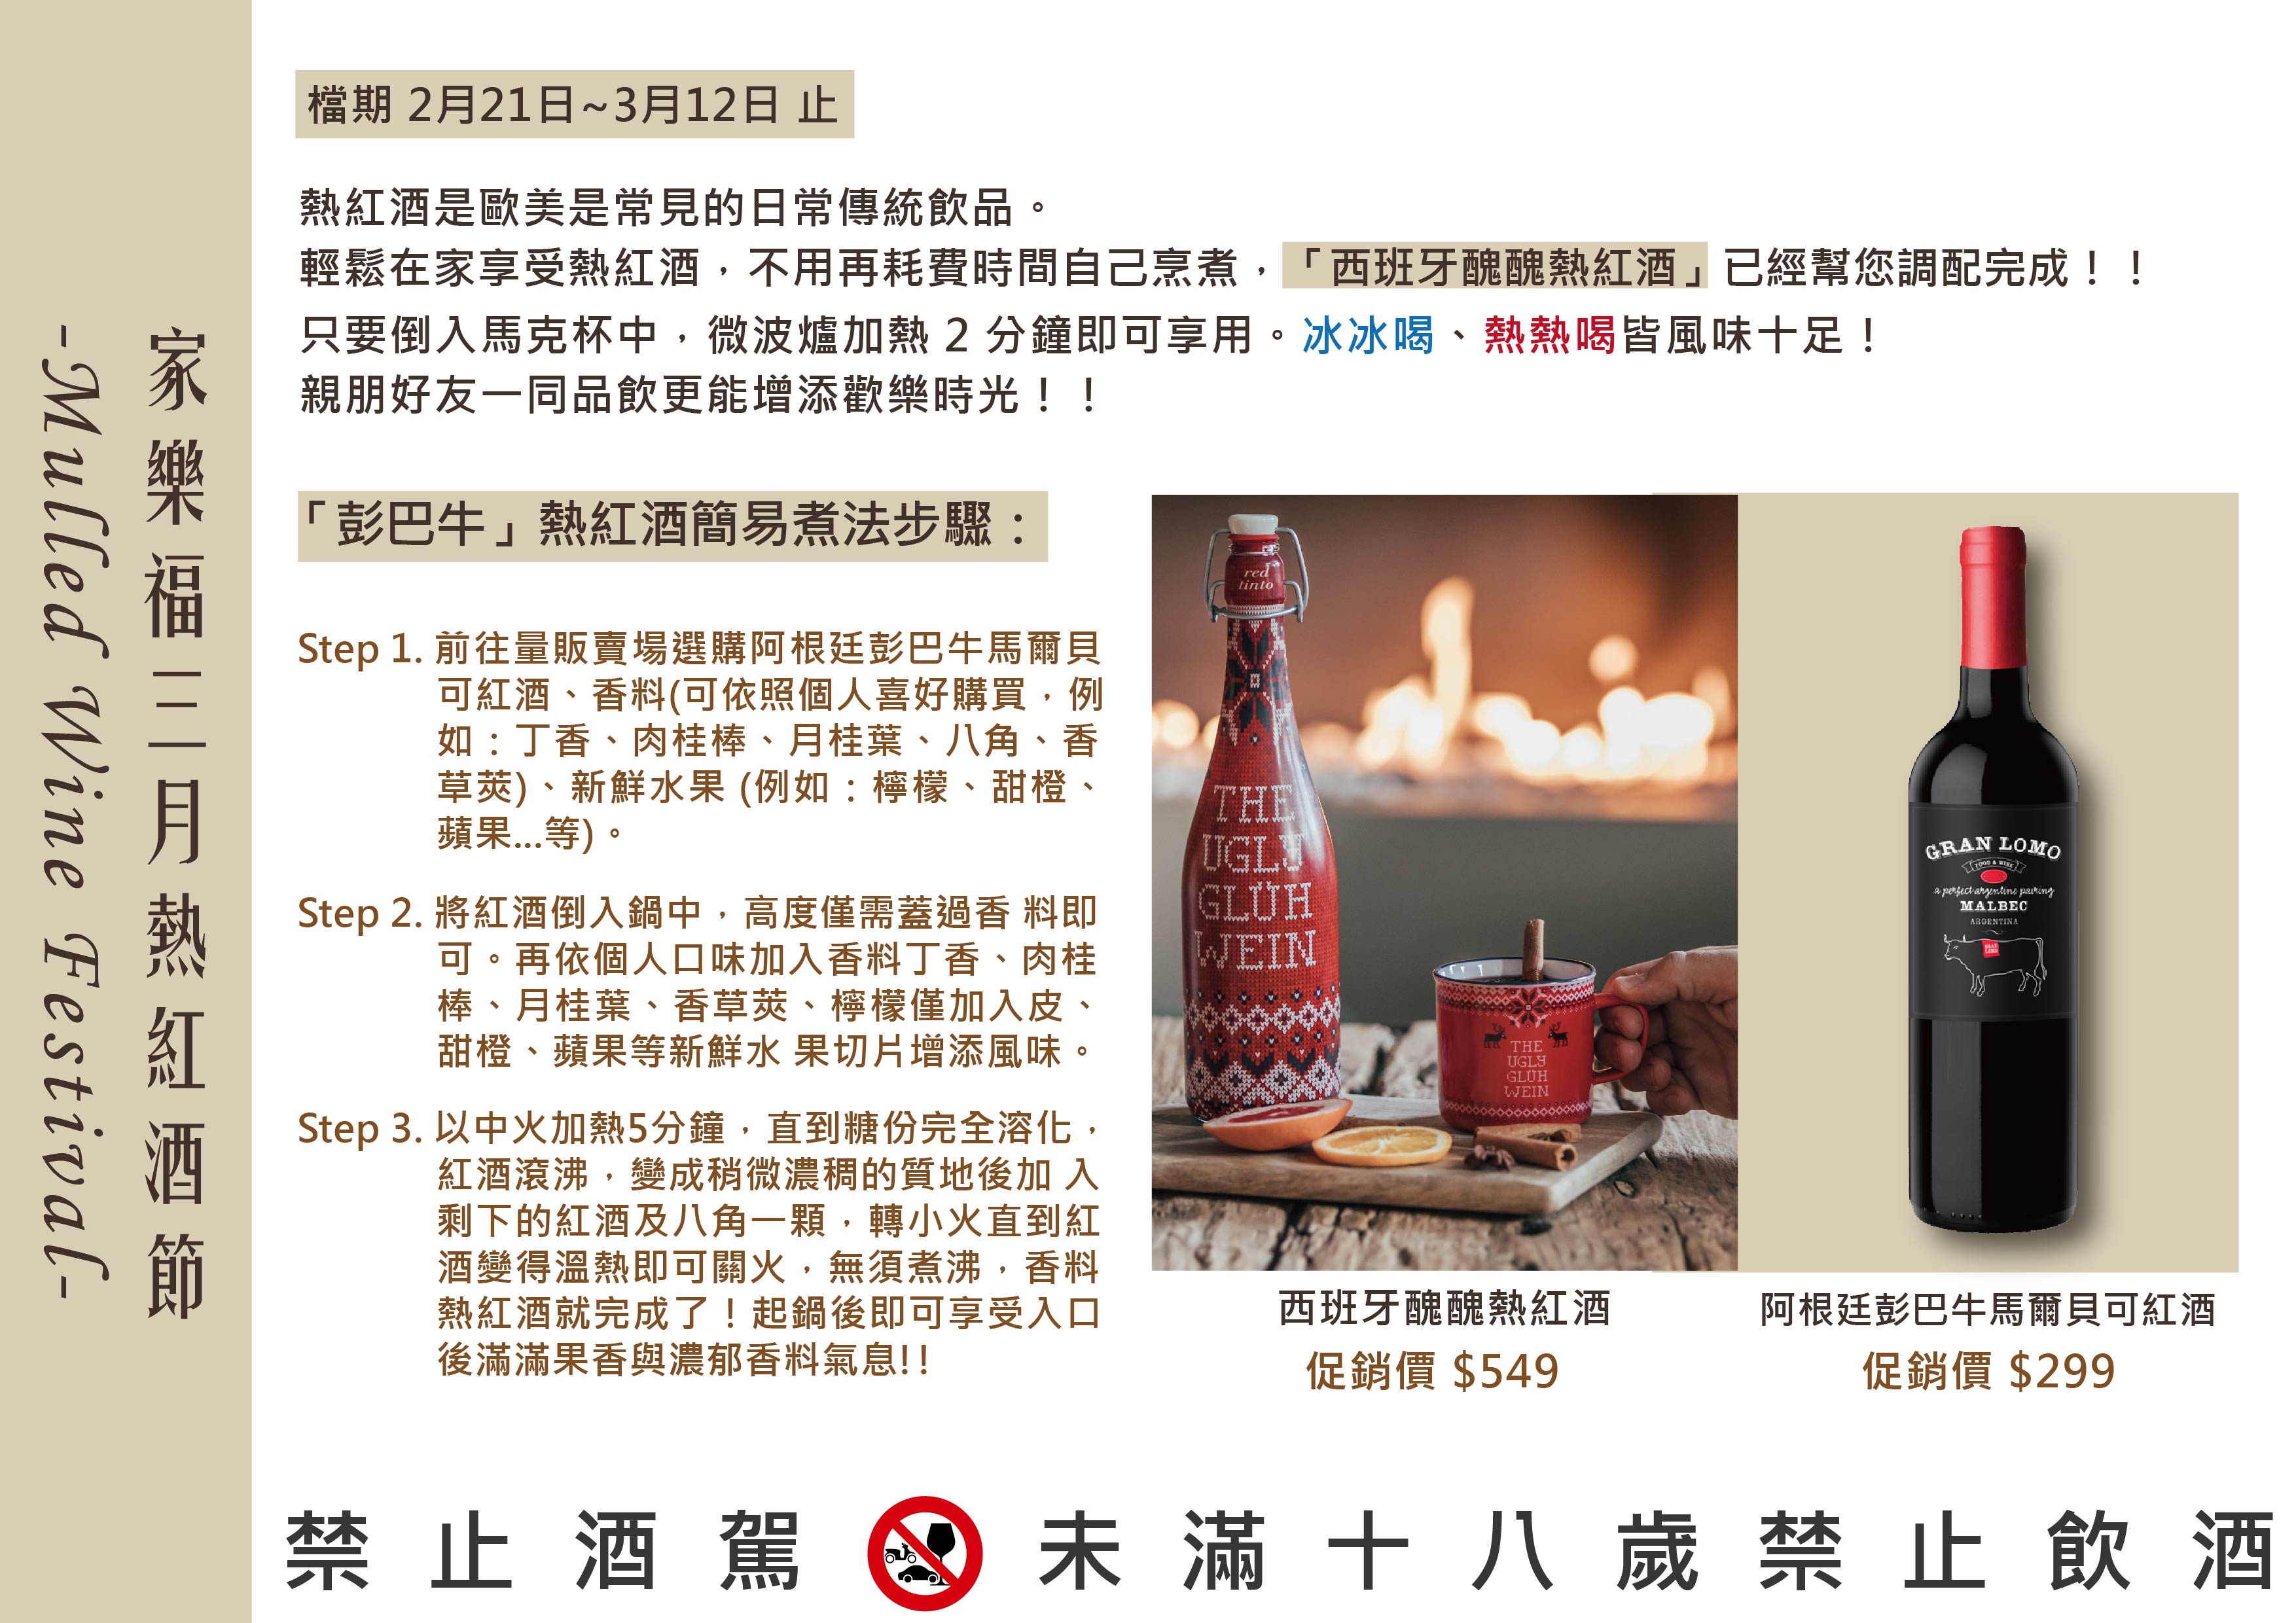 家樂福三月熱紅酒節
-Mulled Wine Festival-
檔期 2月21日~3月12日 止
熱紅酒是歐美是常見的日常傳統飲品。
輕鬆在家享受熱紅酒，不用再耗費時間自己烹煮，「西班牙醜醜熱紅酒」已經幫您調配完成！！
只要倒入馬克杯中，微波爐加熱 2 分鐘即可享用。冰冰喝、熱熱喝皆風味十足！
親朋好友一同品飲更能增添歡樂時光！！
「彭巴牛」熱紅酒簡易煮法步驟：
Step 1. 前往量販賣場選購阿根廷彭巴牛馬爾貝
可紅酒、香料(可依照個人喜好購買，例
如：丁香、肉桂棒、月桂葉、八角、香
草莢)、新鮮水果 (例如：檸檬、甜橙、
蘋果...等)。
Step 2. 將紅酒倒入鍋中，高度僅需蓋過香 料即
可。再依個人口味加入香料丁香、肉桂
棒、月桂葉、香草莢、檸檬僅加入皮、
甜橙、蘋果等新鮮水 果切片增添風味。
Step 3. 以中火加熱5分鐘，直到糖份完全溶化，
紅酒滾沸，變成稍微濃稠的質地後加 入
剩下的紅酒及八角一顆，轉小火直到紅
酒變得溫熱即可關火，無須煮沸，香料
熱紅酒就完成了！起鍋後即可享受入口
後滿滿果香與濃郁香料氣息!!
red
tinto
THE
UGLY
GLÜH
WEIN
THE
UGLY
GLÜH
WEIN
GRAN LOMO
FOOD & WINE
a perfect argentine pairing
MALBEC
ARGENTINA
GRAN
LOMO
西班牙醜醜熱紅酒
促銷價 $549
阿根廷彭巴牛馬爾貝可紅酒
促銷價 $299
禁止酒駕 未滿十八歲禁止飲酒